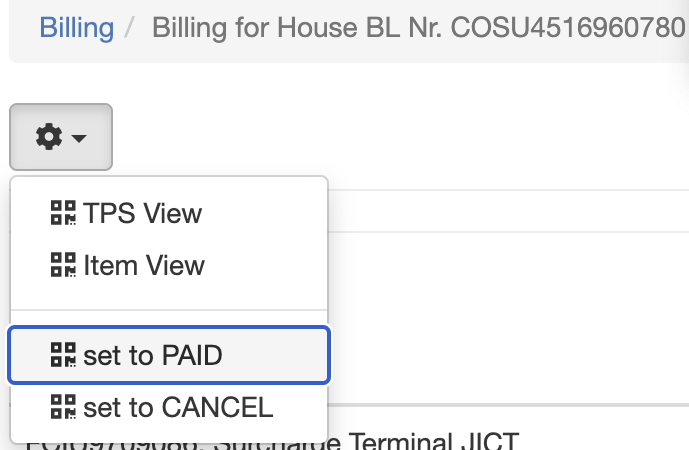 Billing / Billing for House BL Nr. COSU4516960780
TPS View
Item View
set to PAID
set to CANCEL
Surcharge Terminal JICT